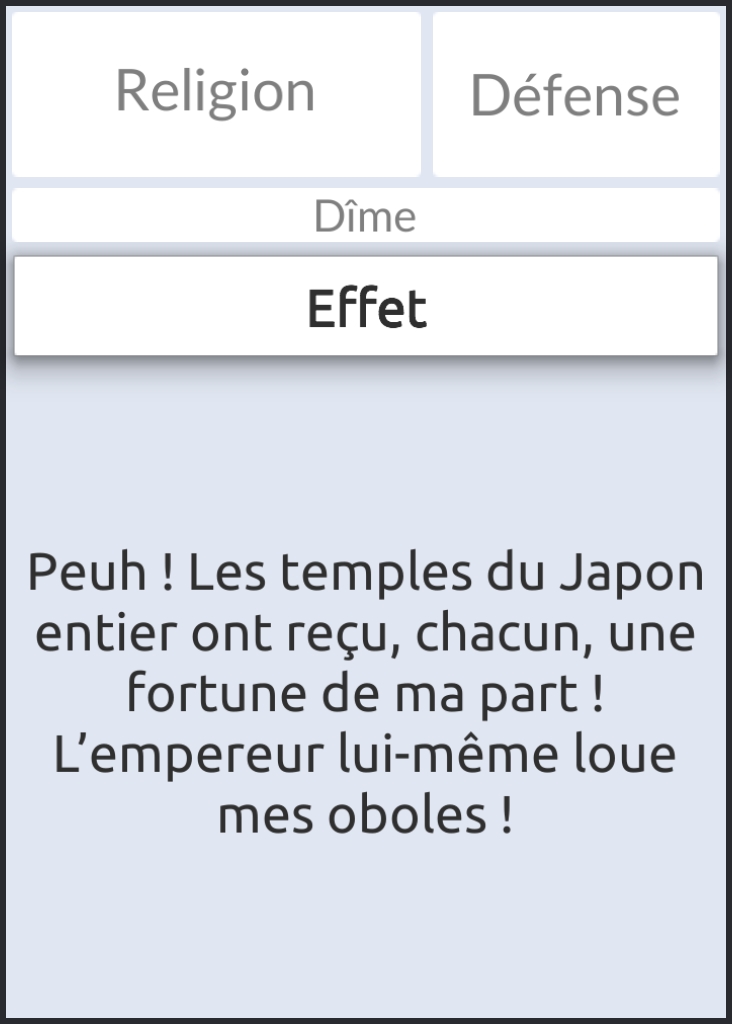 Religion
Défense
Dîme
Effet
Peuh ! Les temples du Japon
entier ont reçu, chacun, une
fortune de ma part !
L’empereur lui-même loue
mes oboles !